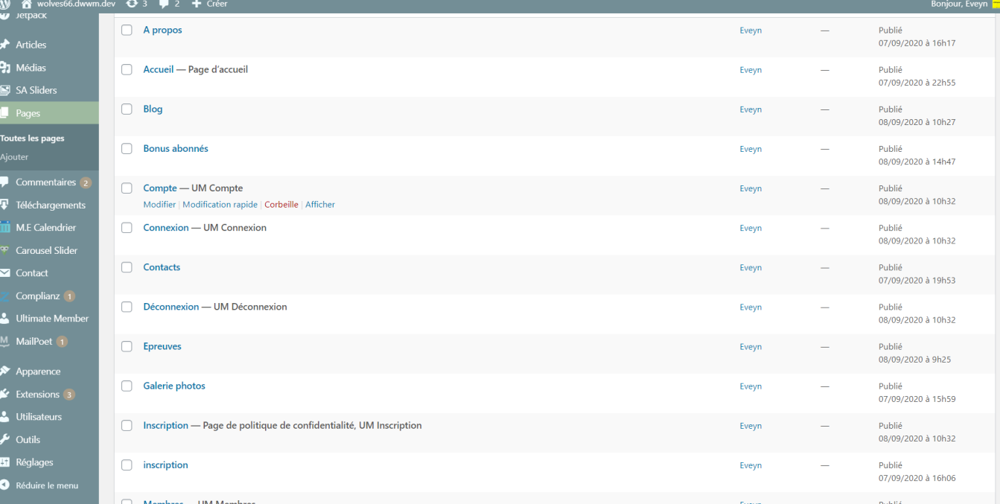 wolves66.dwwm.dev 3 2 + Créer Bonjour, Eveyn
Jetpack
Articles
Médias
SA Sliders
Pages
Toutes les pages
Ajouter
Commentaires 2
Téléchargements
M.E Calendrier
Carousel Slider
Contact
Complianz 1
Ultimate Member
MailPoet 1
Apparence
Extensions 3
Utilisateurs
Outils
Réglages
Réduire le menu
A propos Eveyn — Publié
07/09/2020 à 16h17
Accueil — Page d'accueil Eveyn — Publié
07/09/2020 à 22h55
Blog Eveyn — Publié
08/09/2020 à 10h27
Bonus abonnés Eveyn — Publié
08/09/2020 à 14h47
Compte — UM Compte Eveyn — Publié
Modifier | Modification rapide | Corbeille | Afficher 08/09/2020 à 10h32
Connexion — UM Connexion Eveyn — Publié
08/09/2020 à 10h32
Contacts Eveyn — Publié
07/09/2020 à 19h53
Déconnexion — UM Déconnexion Eveyn — Publié
08/09/2020 à 10h32
Epreuves Eveyn — Publié
08/09/2020 à 9h25
Galerie photos Eveyn — Publié
07/09/2020 à 15h59
Inscription — Page de politique de confidentialité, UM Inscription Eveyn — Publié
08/09/2020 à 10h32
inscription Eveyn — Publié
07/09/2020 à 16h06
Membres — UM Membres Eveyn — Publié